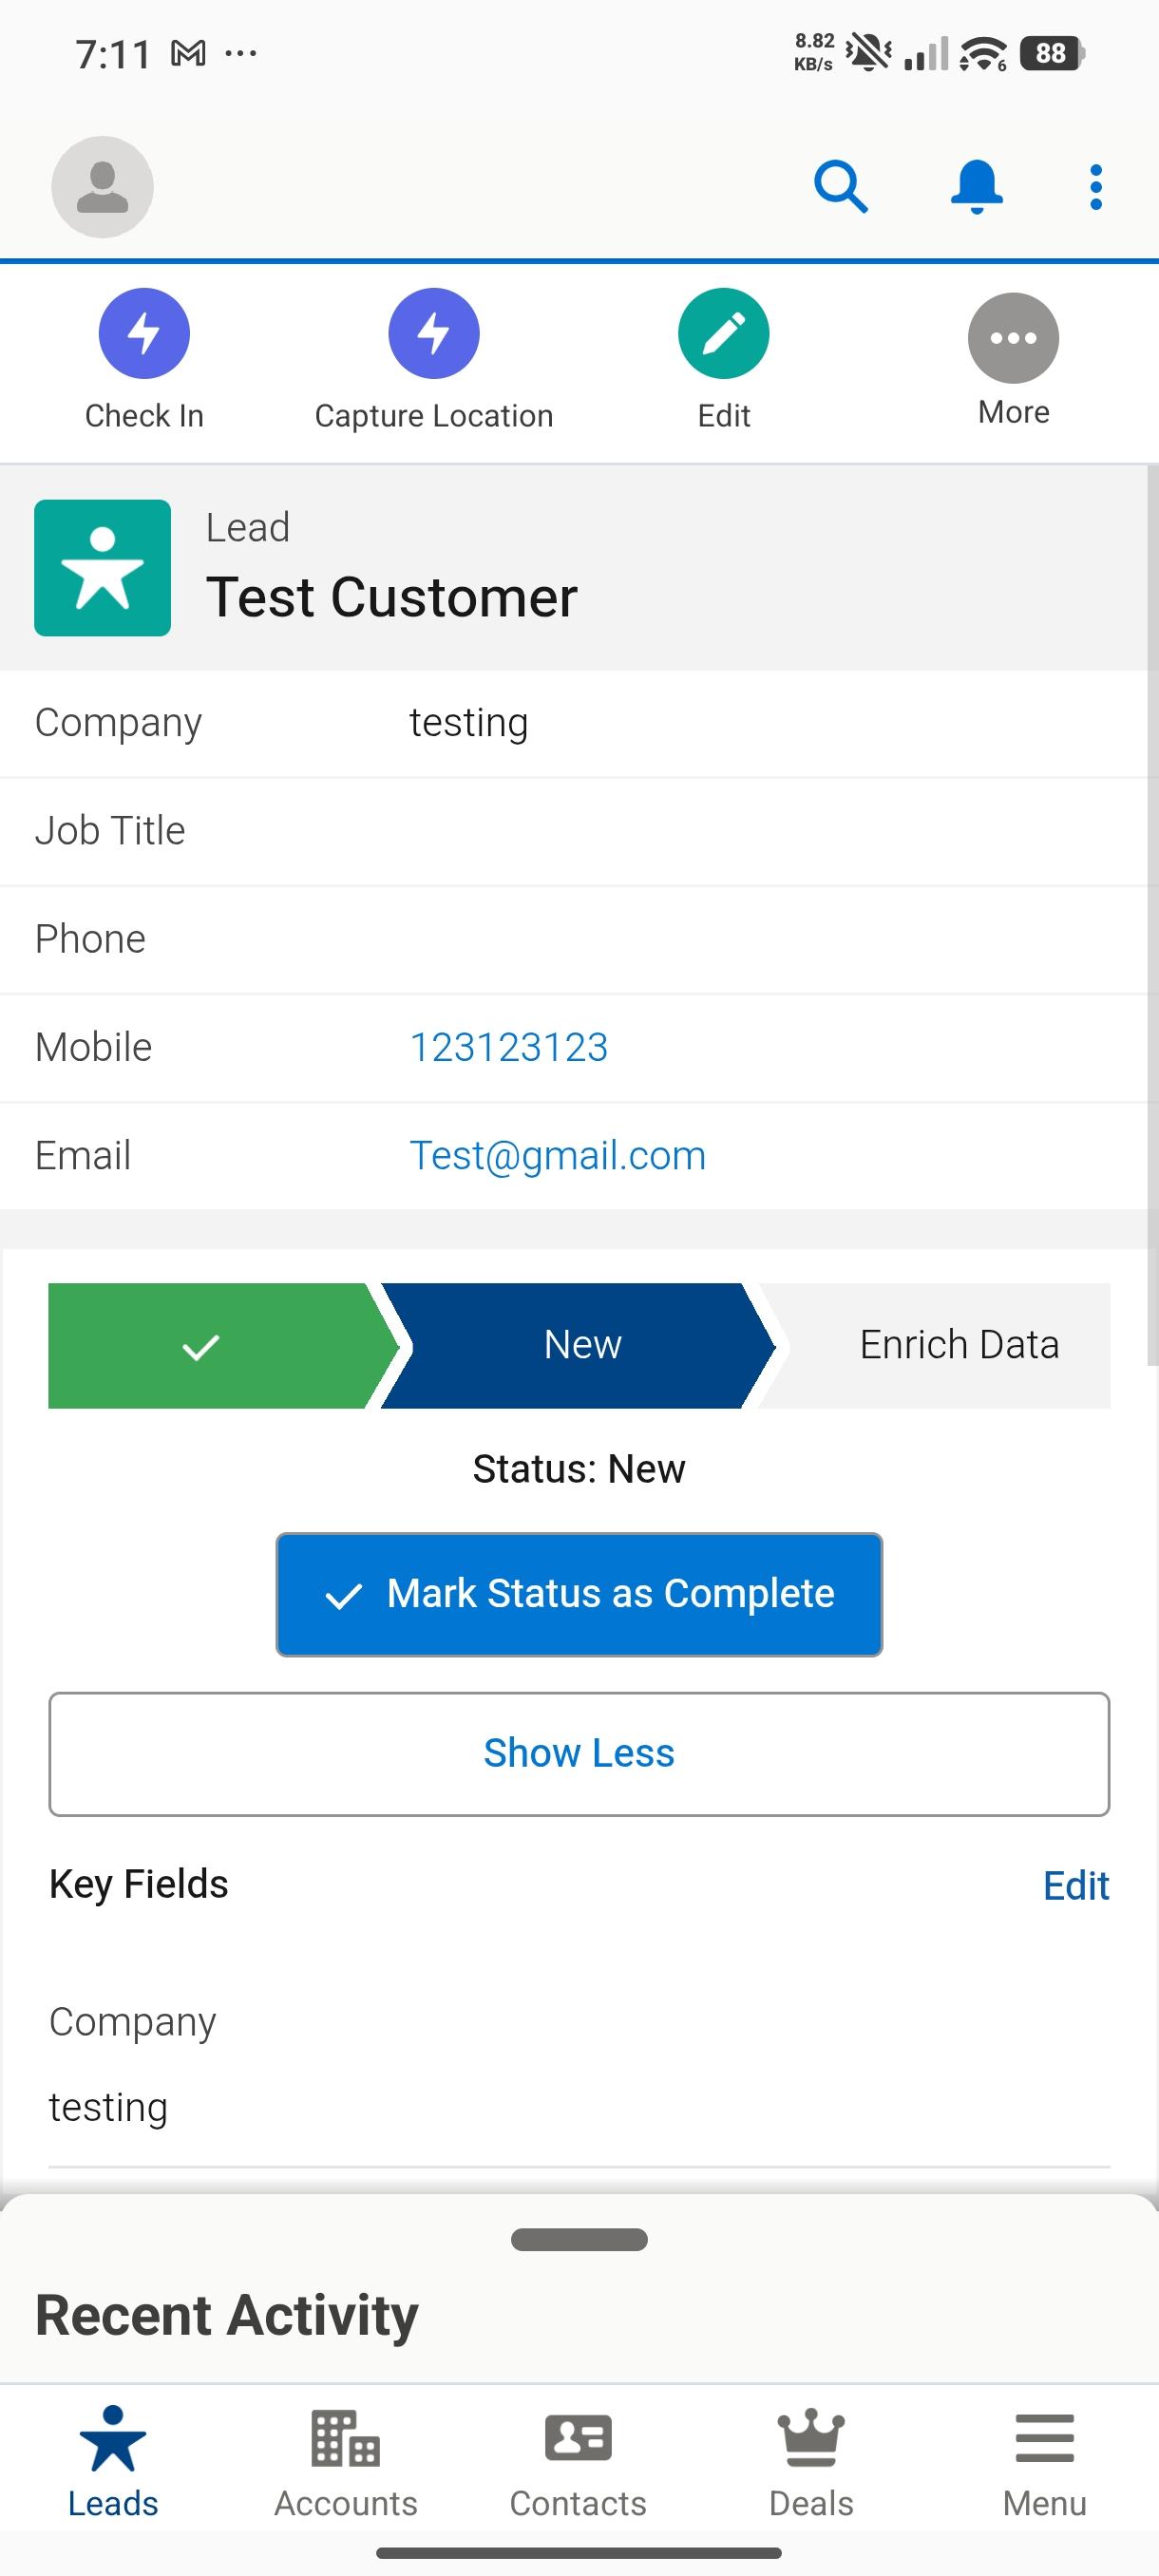 7:11
8.82
KB/s
6
88
Check In
Capture Location
Edit
More
Lead
Test Customer
Company
testing
Job Title
Phone
Mobile
123123123
Email
Test@gmail.com
New
Enrich Data
Status: New
Mark Status as Complete
Show Less
Key Fields
Edit
Company
testing
Recent Activity
Leads
Accounts
Contacts
Deals
Menu